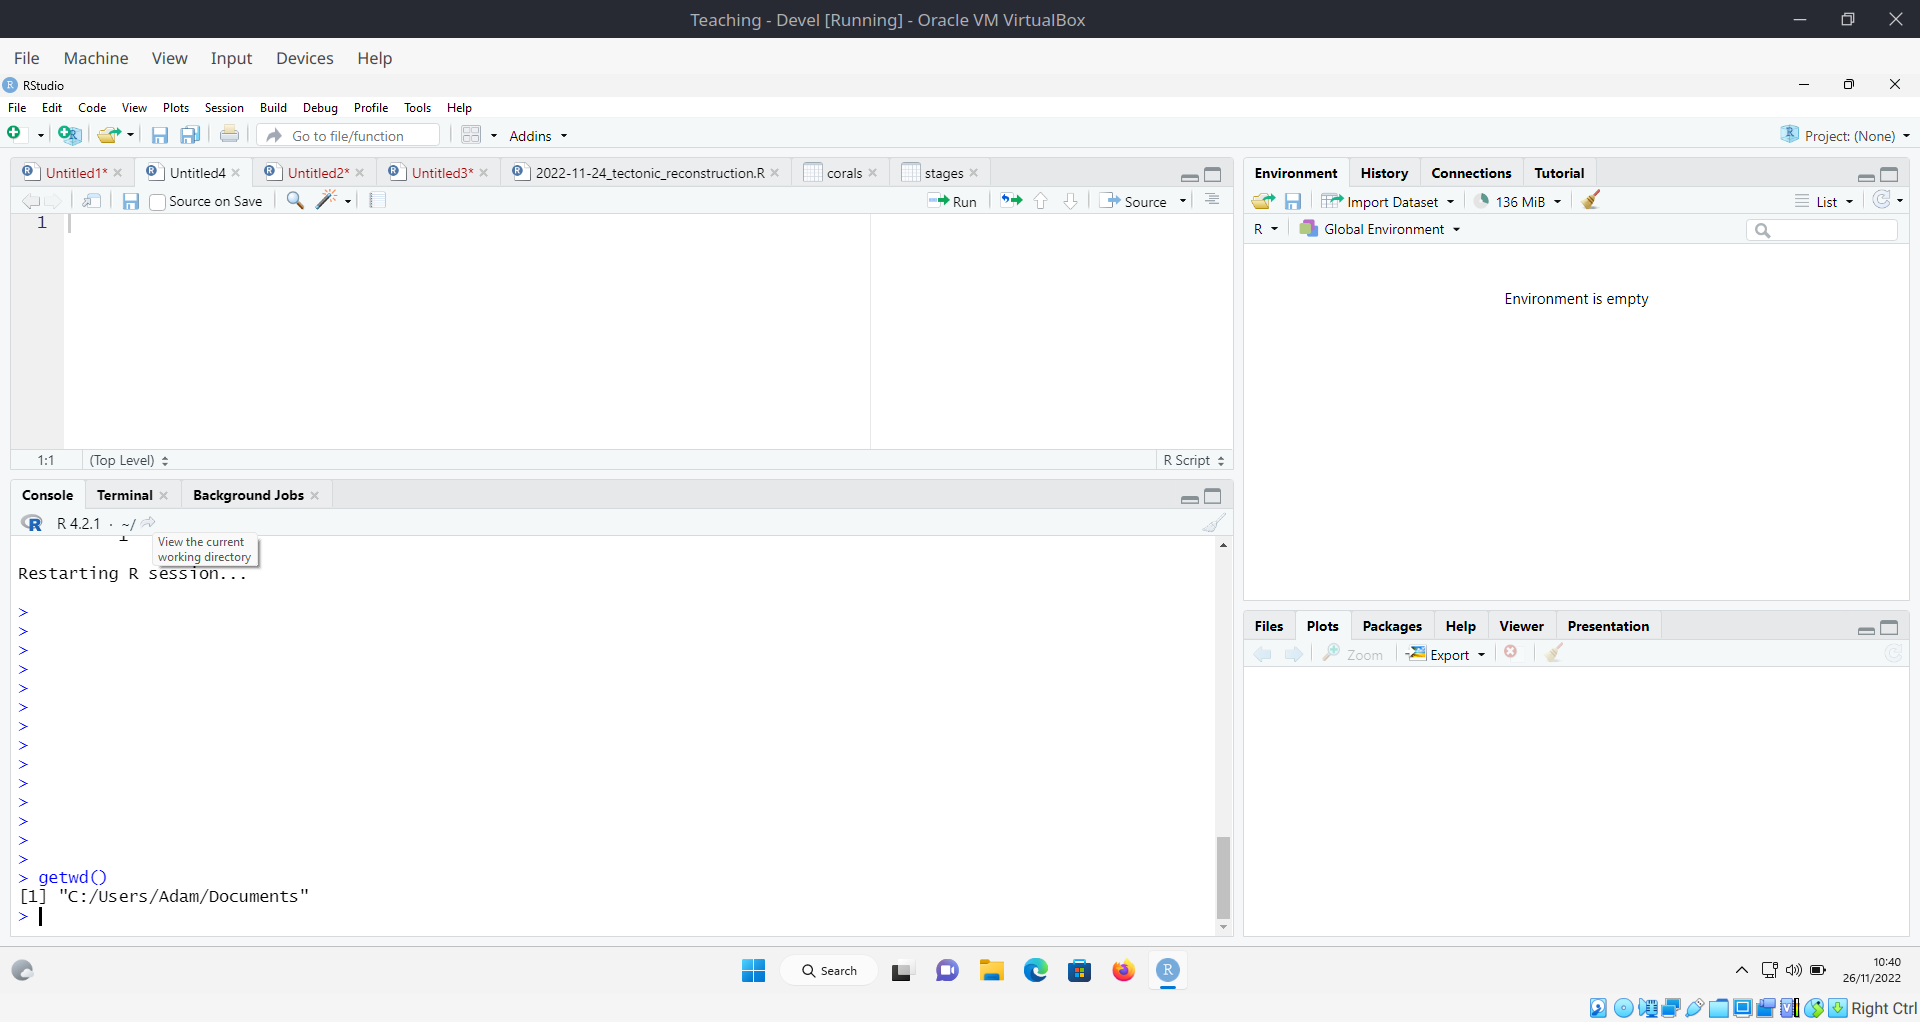 Teaching - Devel [Running] - Oracle VM VirtualBox
File Machine View Input Devices Help
RStudio
File Edit Code View Plots Session Build Debug Profile Tools Help
Go to file/function Addins Project: (None)
Untitled1* Untitled4 Untitled2* Untitled3* 2022-11-24_tectonic_reconstruction.R corals stages
Source on Save Run Source
1
1:1 (Top Level) R Script
Console Terminal Background Jobs
R 4.2.1 · ~/
View the current
working directory
Restarting R session...
>
>
>
>
>
>
>
>
>
>
>
>
>
>
> getwd()
[1] "C:/Users/Adam/Documents"
>
Environment History Connections Tutorial
Import Dataset 136 MiB List
R Global Environment
Environment is empty
Files Plots Packages Help Viewer Presentation
Zoom Export
Search
10:40
26/11/2022
Right Ctrl